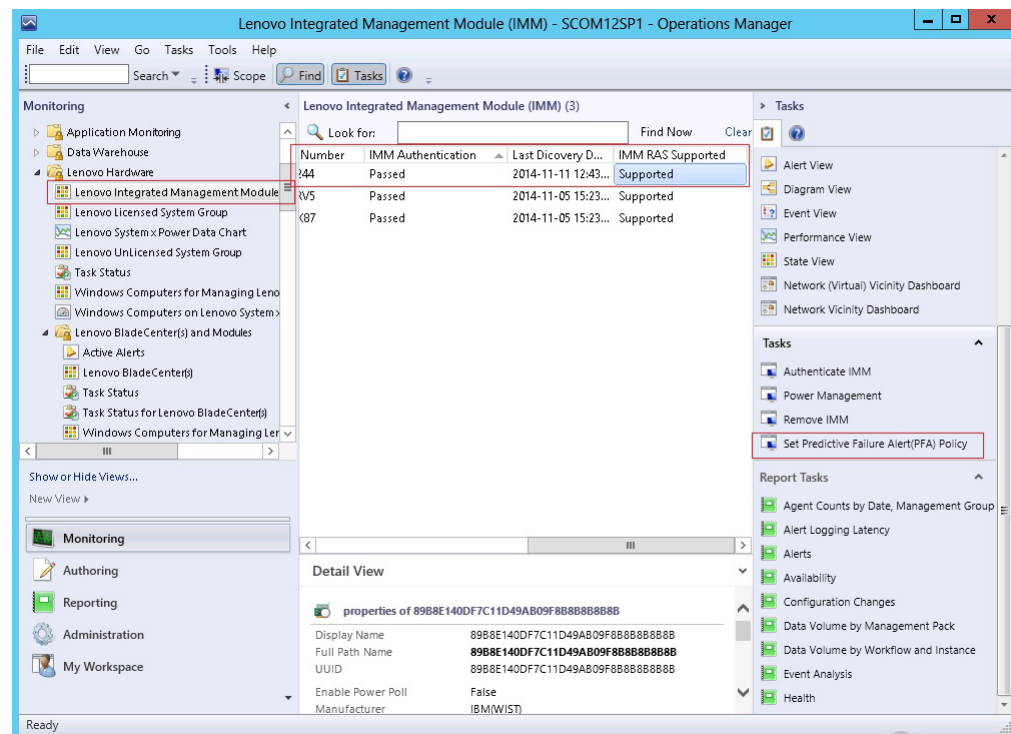 Lenovo Integrated Management Module (IMM) - SCOM12SP1 - Operations Manager
File Edit View Go Tasks Tools Help
Search Scope Find Tasks
Monitoring
Application Monitoring
Data Warehouse
Lenovo Hardware
Lenovo Integrated Management Module
Lenovo Licensed System Group
Lenovo System x Power Data Chart
Lenovo UnLicensed System Group
Task Status
Windows Computers for Managing Leno
Windows Computers on Lenovo System x
Lenovo BladeCenter(s) and Modules
Active Alerts
Lenovo BladeCenter(s)
Task Status
Task Status for Lenovo BladeCenter(s)
Windows Computers for Managing Ler
Show or Hide Views...
New View
Monitoring
Authoring
Reporting
Administration
My Workspace
Lenovo Integrated Management Module (IMM) (3)
Look for: Find Now Clear
Number IMM Authentication Last Dicovery D... IMM RAS Supported
244 Passed 2014-11-11 12:43... Supported
RV5 Passed 2014-11-05 15:23... Supported
K87 Passed 2014-11-05 15:23... Supported
Detail View
properties of 89B8E140DF7C11D49AB09F8B8B8B8B8B
Display Name 89B8E140DF7C11D49AB09F8B8B8B8B8B
Full Path Name 89B8E140DF7C11D49AB09F8B8B8B8B8B
UUID 89B8E140DF7C11D49AB09F8B8B8B8B8B
Enable Power Poll False
Manufacturer IBM(WIST)
Tasks
Alert View
Diagram View
Event View
Performance View
State View
Network (Virtual) Vicinity Dashboard
Network Vicinity Dashboard
Tasks
Authenticate IMM
Power Management
Remove IMM
Set Predictive Failure Alert(PFA) Policy
Report Tasks
Agent Counts by Date, Management Group
Alert Logging Latency
Alerts
Availability
Configuration Changes
Data Volume by Management Pack
Data Volume by Workflow and Instance
Event Analysis
Health
Ready